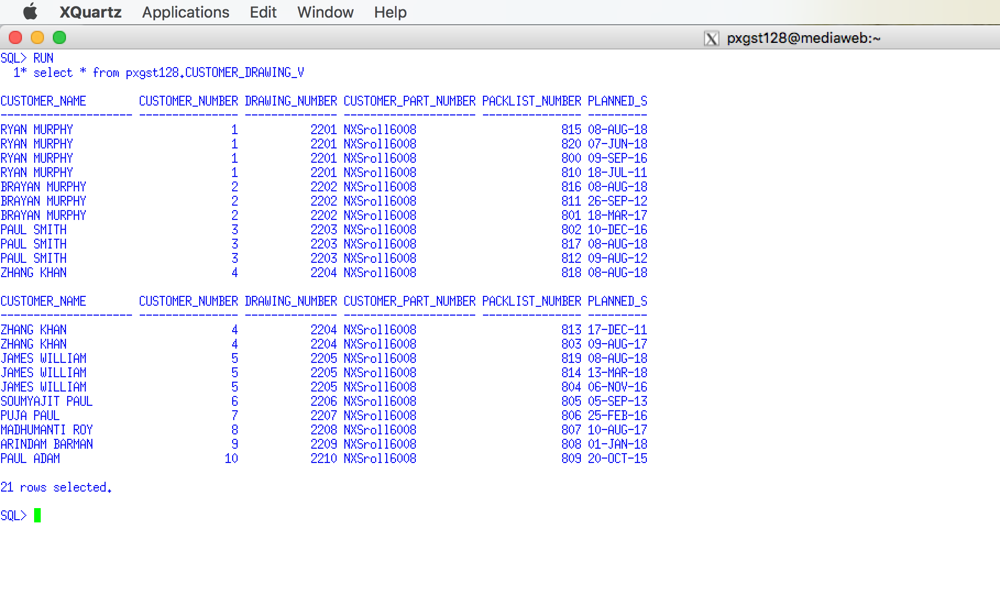 XQuartz Applications Edit Window Help
pxgst128@mediaweb:~
SQL> RUN
  1* select * from pxgst128.CUSTOMER_DRAWING_V

CUSTOMER_NAME        CUSTOMER_NUMBER DRAWING_NUMBER CUSTOMER_PART_NUMBER PACKLIST_NUMBER PLANNED_S
-------------------- --------------- -------------- -------------------- --------------- ---------
RYAN MURPHY                        1           2201 NXSroll6008                      815 08-AUG-18
RYAN MURPHY                        1           2201 NXSroll6008                      820 07-JUN-18
RYAN MURPHY                        1           2201 NXSroll6008                      800 09-SEP-16
RYAN MURPHY                        1           2201 NXSroll6008                      810 18-JUL-11
BRAYAN MURPHY                      2           2202 NXSroll6008                      816 08-AUG-18
BRAYAN MURPHY                      2           2202 NXSroll6008                      811 26-SEP-12
BRAYAN MURPHY                      2           2202 NXSroll6008                      801 18-MAR-17
PAUL SMITH                         3           2203 NXSroll6008                      802 10-DEC-16
PAUL SMITH                         3           2203 NXSroll6008                      817 08-AUG-18
PAUL SMITH                         3           2203 NXSroll6008                      812 09-AUG-12
ZHANG KHAN                         4           2204 NXSroll6008                      818 08-AUG-18

CUSTOMER_NAME        CUSTOMER_NUMBER DRAWING_NUMBER CUSTOMER_PART_NUMBER PACKLIST_NUMBER PLANNED_S
-------------------- --------------- -------------- -------------------- --------------- ---------
ZHANG KHAN                         4           2204 NXSroll6008                      813 17-DEC-11
ZHANG KHAN                         4           2204 NXSroll6008                      803 09-AUG-17
JAMES WILLIAM                      5           2205 NXSroll6008                      819 08-AUG-18
JAMES WILLIAM                      5           2205 NXSroll6008                      814 13-MAR-18
JAMES WILLIAM                      5           2205 NXSroll6008                      804 06-NOV-16
SOUMYAJIT PAUL                     6           2206 NXSroll6008                      805 05-SEP-13
PUJA PAUL                          7           2207 NXSroll6008                      806 25-FEB-16
MADHUMANTI ROY                     8           2208 NXSroll6008                      807 10-AUG-17
ARINDAM BARMAN                     9           2209 NXSroll6008                      808 01-JAN-18
PAUL ADAM                         10           2210 NXSroll6008                      809 20-OCT-15

21 rows selected.

SQL>